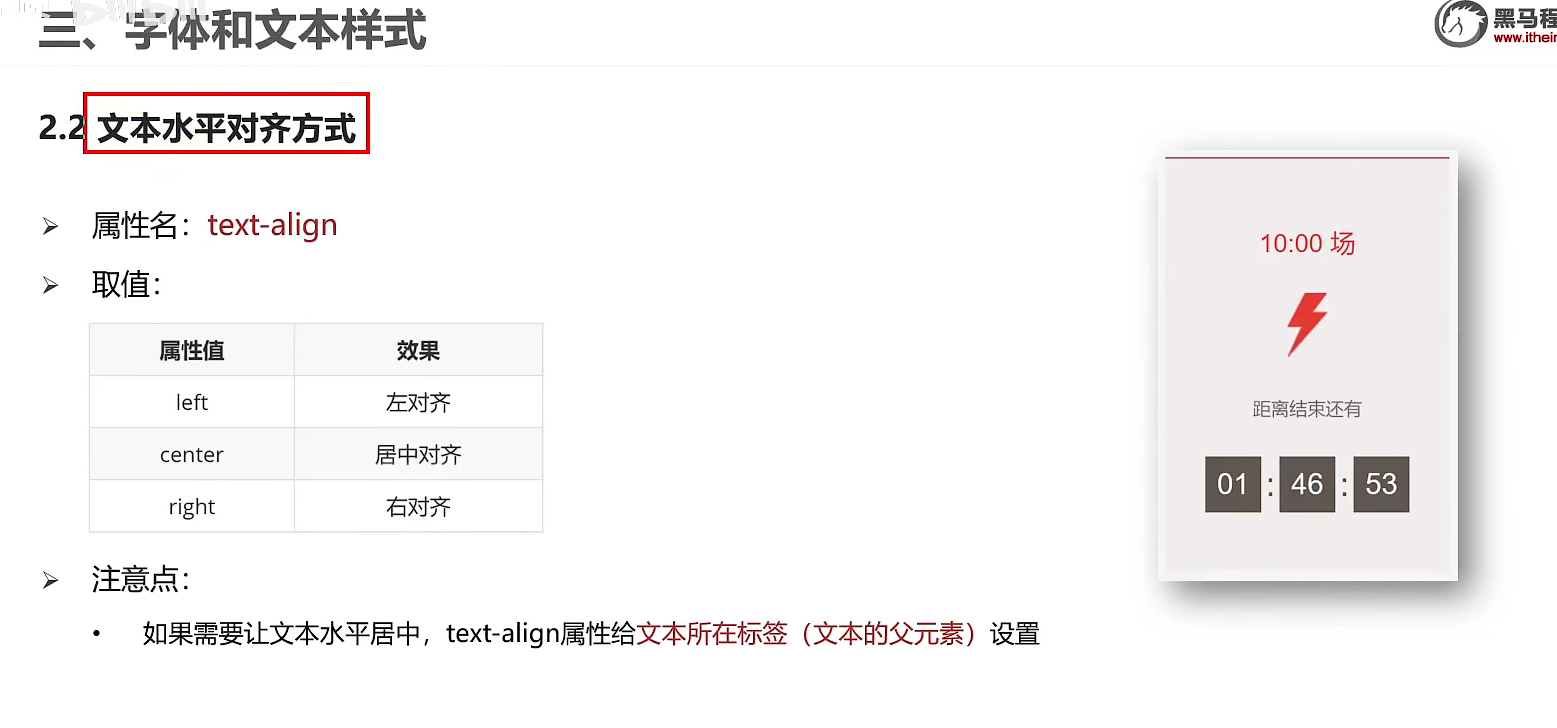 三、字体和文本样式
黑马程
www.itheir
2.2 文本水平对齐方式
➢ 属性名：text-align
➢ 取值：
属性值 效果
left 左对齐
center 居中对齐
right 右对齐
➢ 注意点：
• 如果需要让文本水平居中，text-align属性给文本所在标签（文本的父元素）设置
10:00 场
距离结束还有
01 : 46 : 53